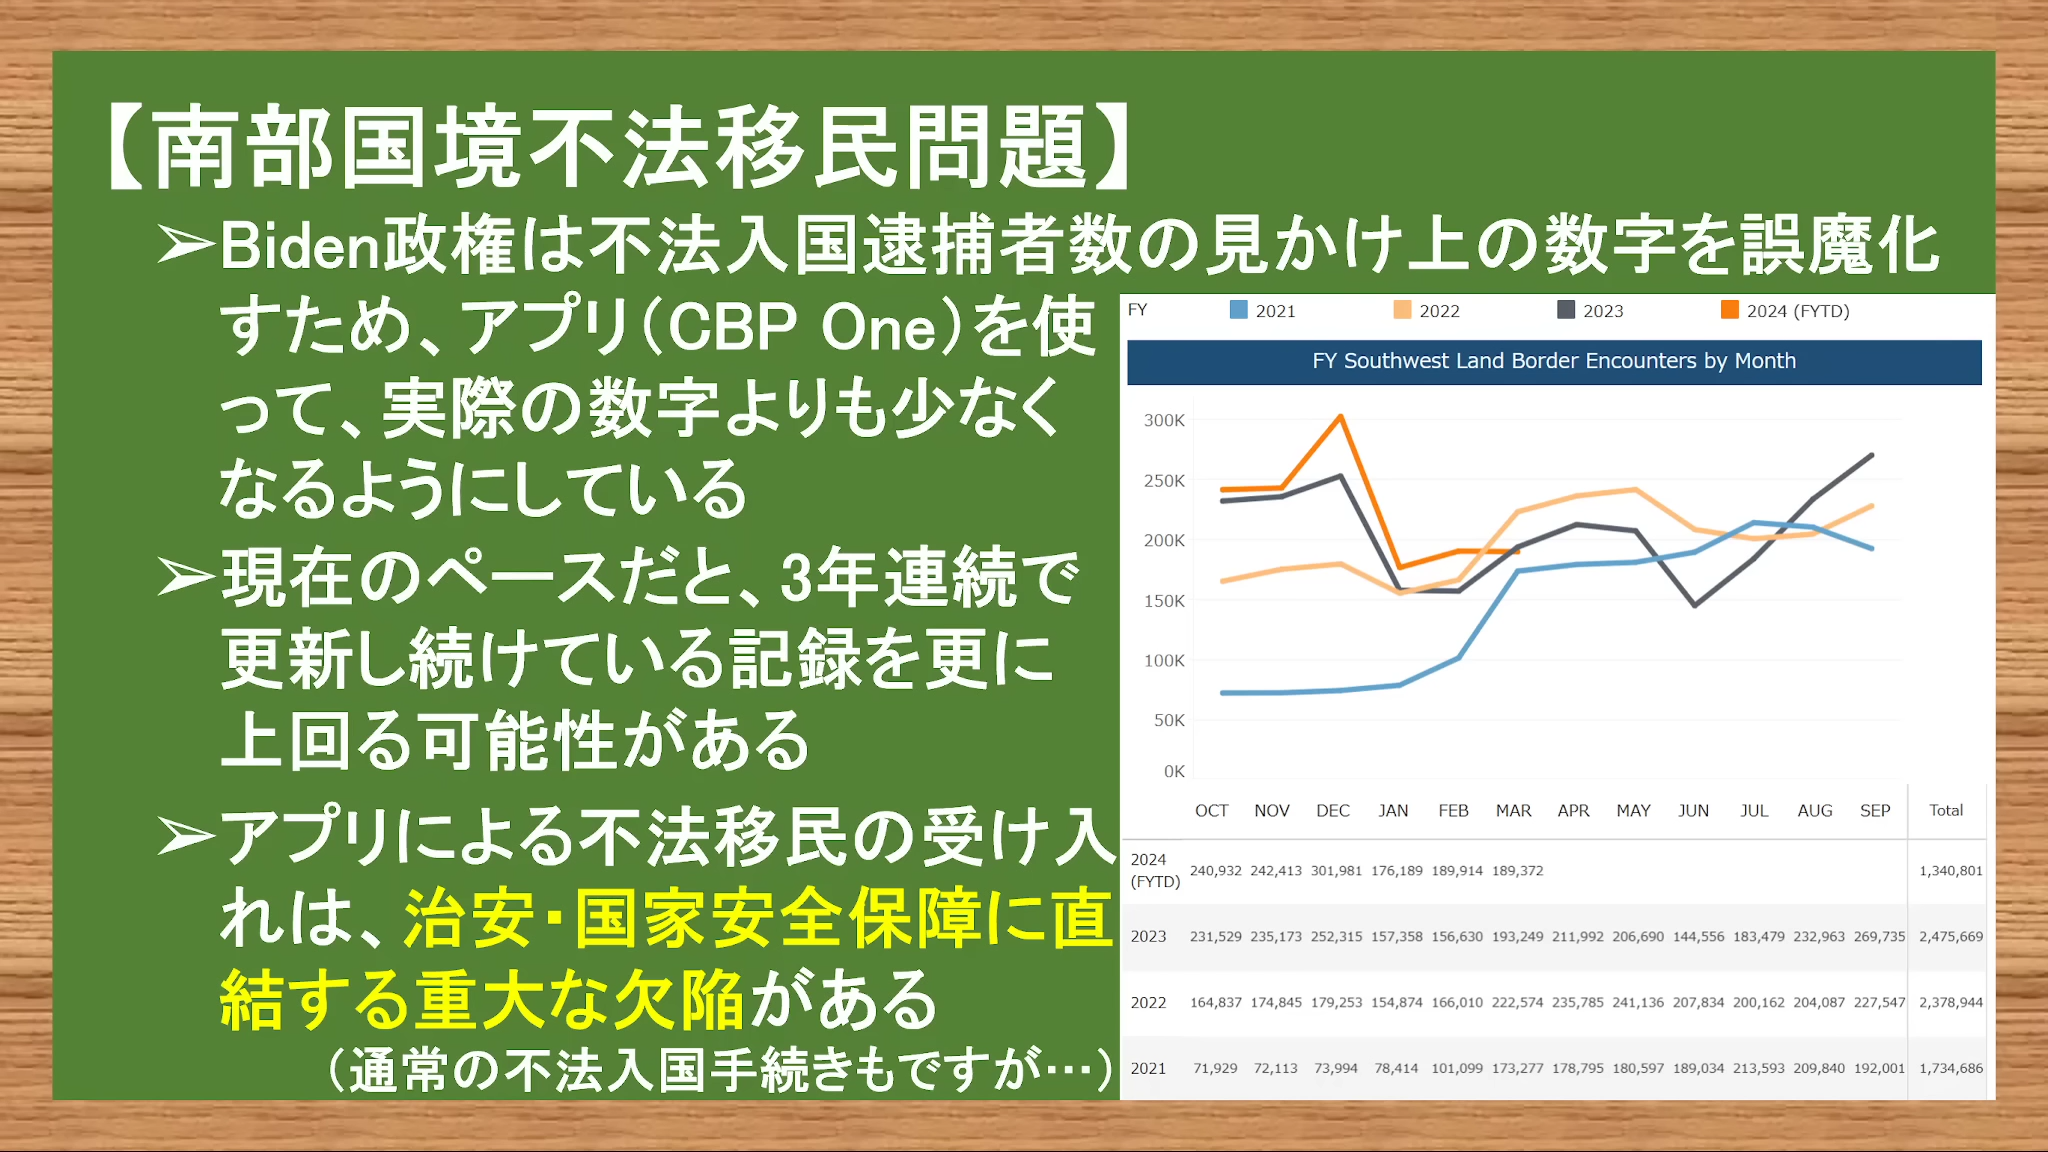 【南部国境不法移民問題】
➢Biden政権は不法入国逮捕者数の見かけ上の数字を誤魔化
すため、アプリ(CBP One)を使
って、実際の数字よりも少なく
なるようにしている
➢現在のペースだと、3年連続で
更新し続けている記録を更に
上回る可能性がある
➢アプリによる不法移民の受け入
れは、治安・国家安全保障に直
結する重大な欠陥がある
(通常の不法入国手続きもですが…)
FY 2021 2022 2023 2024 (FYTD)
FY Southwest Land Border Encounters by Month
300K
250K
200K
150K
100K
50K
0K
OCT NOV DEC JAN FEB MAR APR MAY JUN JUL AUG SEP Total
2024
(FYTD) 240,932 242,413 301,981 176,189 189,914 189,372 1,340,801
2023 231,529 235,173 252,315 157,358 156,630 193,249 211,992 206,690 144,556 183,479 232,963 269,735 2,475,669
2022 164,837 174,845 179,253 154,874 166,010 222,574 235,785 241,136 207,834 200,162 204,087 227,547 2,378,944
2021 71,929 72,113 73,994 78,414 101,099 173,277 178,795 180,597 189,034 213,593 209,840 192,001 1,734,686